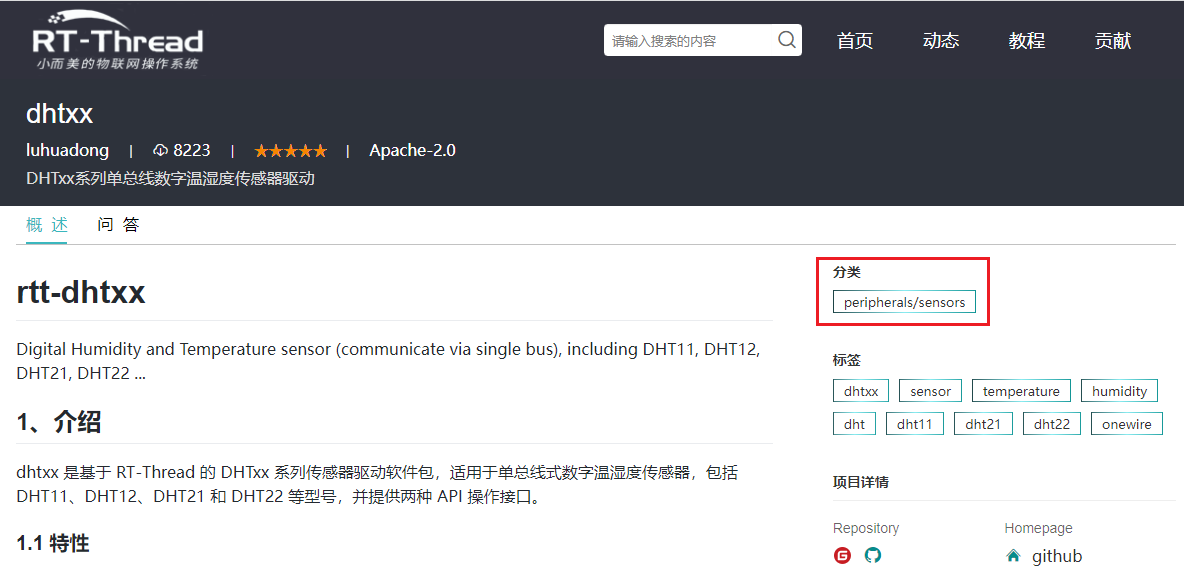 RT-Thread
小而美的物联网操作系统
请输入搜索的内容
首页 动态 教程 贡献
dhtxx
luhuadong | 8223 | ★★★★★ | Apache-2.0
DHTxx系列单总线数字温湿度传感器驱动
概 述 问 答
rtt-dhtxx
Digital Humidity and Temperature sensor (communicate via single bus), including DHT11, DHT12,
DHT21, DHT22 ...
1、介绍
dhtxx 是基于 RT-Thread 的 DHTxx 系列传感器驱动软件包，适用于单总线式数字温湿度传感器，包括
DHT11、DHT12、DHT21 和 DHT22 等型号，并提供两种 API 操作接口。
1.1 特性
分类
peripherals/sensors
标签
dhtxx sensor temperature humidity
dht dht11 dht21 dht22 onewire
项目详情
Repository Homepage
G github